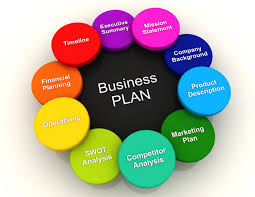 Business
PLAN
Executive
Summary
Mission
Statement
Company
Background
Product
Description
Marketing
Plan
Competitor
Analysis
SWOT
Analysis
Operations
Financial
Planning
Timeline